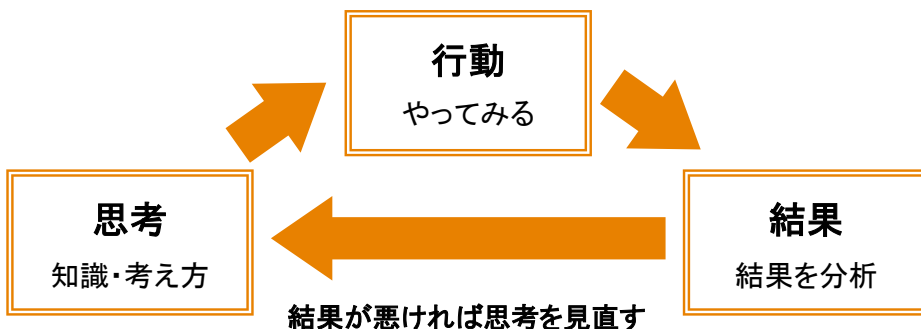 行動
やってみる
思考
知識・考え方
結果
結果を分析
結果が悪ければ思考を見直す